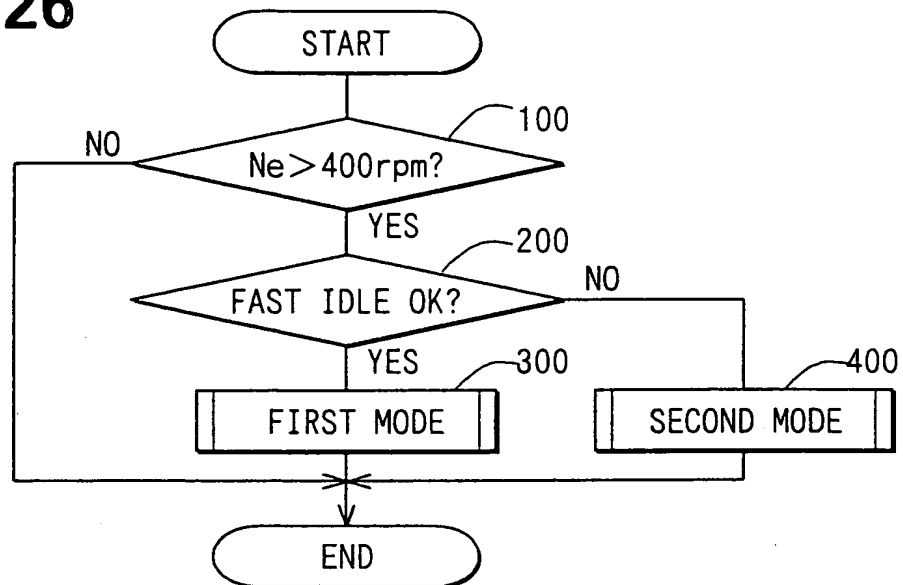 26
START
100
NO
Ne>400rpm?
YES
200
NO
FAST IDLE OK?
YES
300
400
FIRST MODE
SECOND MODE
END